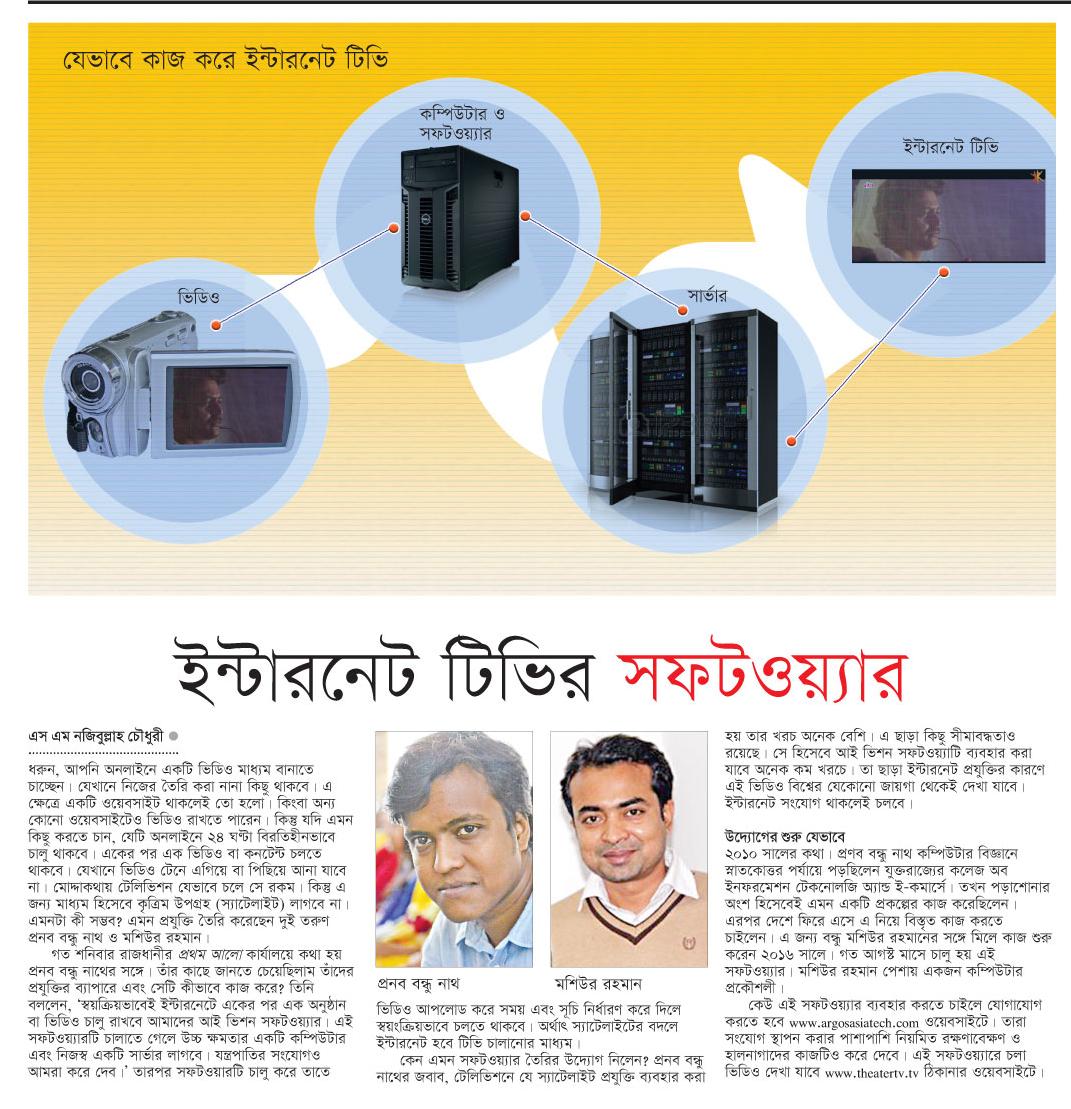 যেভাবে কাজ করে ইন্টারনেট টিভি
কম্পিউটার ও
সফটওয়্যার
ইন্টারনেট টিভি
ভিডিও
সার্ভার
ইন্টারনেট টিভির সফটওয়্যার
এস এম নজিবুল্লাহ চৌধুরী ●
ধরুন, আপনি অনলাইনে একটি ভিডিও মাধ্যম বানাতে
চাচ্ছেন। যেখানে নিজের তৈরি করা নানা কিছু থাকবে। এ
ক্ষেত্রে একটি ওয়েবসাইট থাকলেই তো হলো। কিংবা অন্য
কোনো ওয়েবসাইটেও ভিডিও রাখতে পারেন। কিন্তু যদি এমন
কিছু করতে চান, যেটি অনলাইনে ২৪ ঘণ্টা বিরতিহীনভাবে
চালু থাকবে। একের পর এক ভিডিও বা কনটেন্ট চলতে
থাকবে। যেখানে ভিডিও টেনে এগিয়ে বা পিছিয়ে আনা যাবে
না। মোদ্দাকথায় টেলিভিশন যেভাবে চলে সে রকম। কিন্তু এ
জন্য মাধ্যম হিসেবে কৃত্রিম উপগ্রহ (স্যাটেলাইট) লাগবে না।
এমনটা কী সম্ভব? এমন প্রযুক্তি তৈরি করেছেন দুই তরুণ
প্রনব বন্ধু নাথ ও মশিউর রহমান।
গত শনিবার রাজধানীর প্রথম আলো কার্যালয়ে কথা হয়
প্রনব বন্ধু নাথের সঙ্গে। তাঁর কাছে জানতে চেয়েছিলাম তাঁদের
প্রযুক্তির ব্যাপারে এবং সেটি কীভাবে কাজ করে? তিনি
বললেন, ‘স্বয়ক্রিয়ভাবেই ইন্টারনেটে একের পর এক অনুষ্ঠান
বা ভিডিও চালু রাখবে আমাদের আই ভিশন সফটওয়্যার। এই
সফটওয়্যারটি চালাতে গেলে উচ্চ ক্ষমতার একটি কম্পিউটার
এবং নিজস্ব একটি সার্ভার লাগবে। যন্ত্রপাতির সংযোগও
আমরা করে দেব।’ তারপর সফটওয়ারটি চালু করে তাতে
প্রনব বন্ধু নাথ
মশিউর রহমান
ভিডিও আপলোড করে সময় এবং সূচি নির্ধারণ করে দিলে
স্বয়ংক্রিয়ভাবে চলতে থাকবে। অর্থাৎ স্যাটেলাইটের বদলে
ইন্টারনেট হবে টিভি চালানোর মাধ্যম।
কেন এমন সফটওয়্যার তৈরির উদ্যোগ নিলেন? প্রনব বন্ধু
নাথের জবাব, টেলিভিশনে যে স্যাটেলাইট প্রযুক্তি ব্যবহার করা
হয় তার খরচ অনেক বেশি। এ ছাড়া কিছু সীমাবদ্ধতাও
রয়েছে। সে হিসেবে আই ভিশন সফটওয়্যাটি ব্যবহার করা
যাবে অনেক কম খরচে। তা ছাড়া ইন্টারনেট প্রযুক্তির কারণে
এই ভিডিও বিশ্বের যেকোনো জায়গা থেকেই দেখা যাবে।
ইন্টারনেট সংযোগ থাকলেই চলবে।
উদ্যোগের শুরু যেভাবে
২০১০ সালের কথা। প্রণব বন্ধু নাথ কম্পিউটার বিজ্ঞানে
স্নাতকোত্তর পর্যায়ে পড়ছিলেন যুক্তরাজ্যের কলেজ অব
ইনফরমেশন টেকনোলজি অ্যান্ড ই-কমার্সে। তখন পড়াশোনার
অংশ হিসেবেই এমন একটি প্রকল্পের কাজ করেছিলেন।
এরপর দেশে ফিরে এসে এ নিয়ে বিস্তৃত কাজ করতে
চাইলেন। এ জন্য বন্ধু মশিউর রহমানের সঙ্গে মিলে কাজ শুরু
করেন ২০১৬ সালে। গত আগস্ট মাসে চালু হয় এই
সফটওয়্যার। মশিউর রহমান পেশায় একজন কম্পিউটার
প্রকৌশলী।
কেউ এই সফটওয়্যার ব্যবহার করতে চাইলে যোগাযোগ
করতে হবে www.argosasiatech.com ওয়েবসাইটে। তারা
সংযোগ স্থাপন করার পাশাপাশি নিয়মিত রক্ষণাবেক্ষণ ও
হালনাগাদের কাজটিও করে দেবে। এই সফটওয়্যারে চলা
ভিডিও দেখা যাবে www.theatertv.tv ঠিকানার ওয়েবসাইটে।